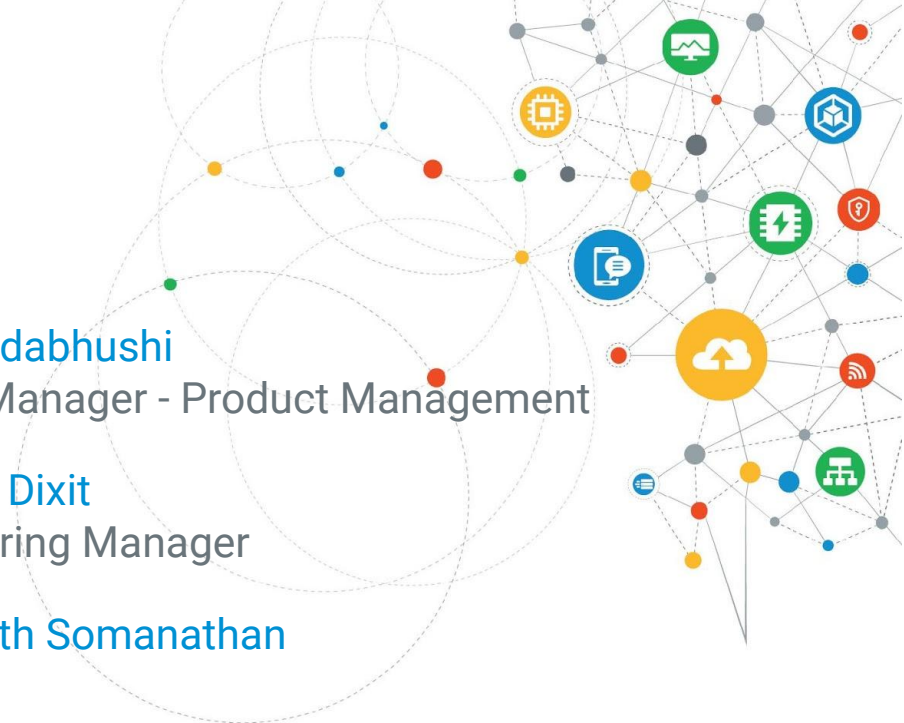 dabhushi
Manager - Product Management
Dixit
ring Manager
th Somanathan